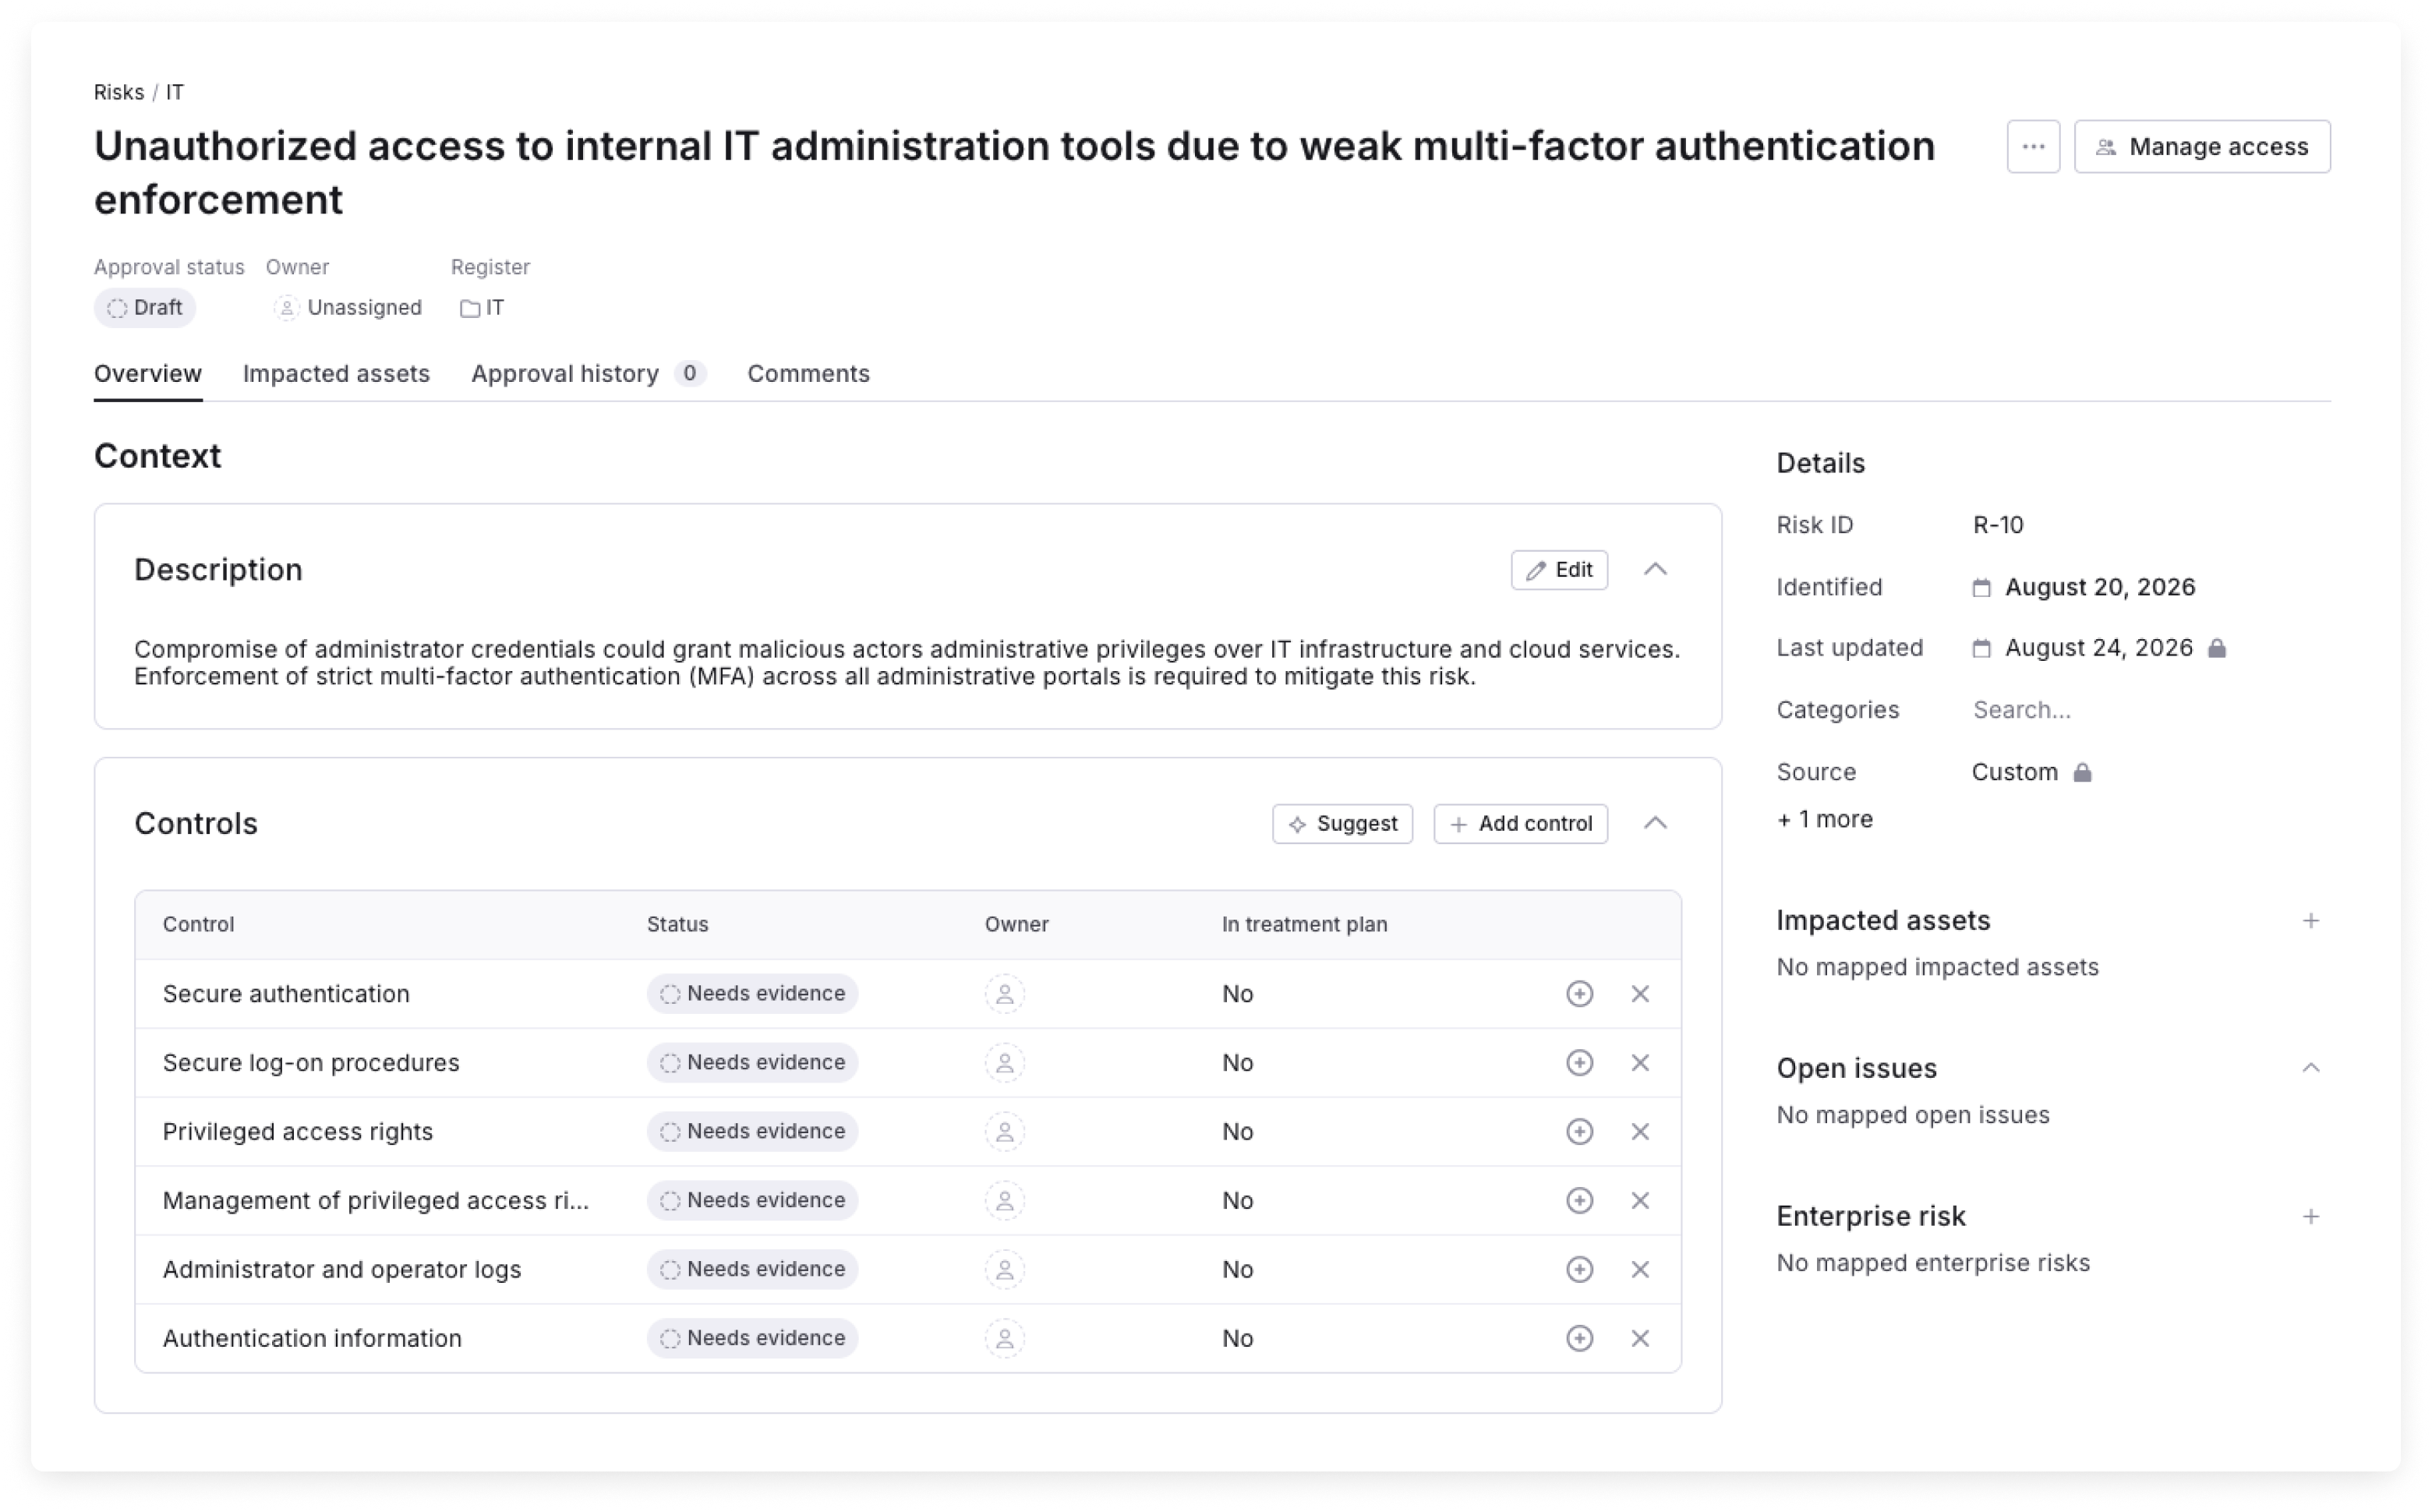 Risks / IT
Unauthorized access to internal IT administration tools due to weak multi-factor authentication
enforcement
... Manage access
Approval status Owner Register
Draft Unassigned IT
Overview Impacted assets Approval history 0 Comments
Context
Description Edit
Compromise of administrator credentials could grant malicious actors administrative privileges over IT infrastructure and cloud services.
Enforcement of strict multi-factor authentication (MFA) across all administrative portals is required to mitigate this risk.
Controls Suggest + Add control
Control Status Owner In treatment plan
Secure authentication Needs evidence No
Secure log-on procedures Needs evidence No
Privileged access rights Needs evidence No
Management of privileged access ri... Needs evidence No
Administrator and operator logs Needs evidence No
Authentication information Needs evidence No
Details
Risk ID R-10
Identified August 20, 2026
Last updated August 24, 2026
Categories Search...
Source Custom
+ 1 more
Impacted assets +
No mapped impacted assets
Open issues
No mapped open issues
Enterprise risk +
No mapped enterprise risks